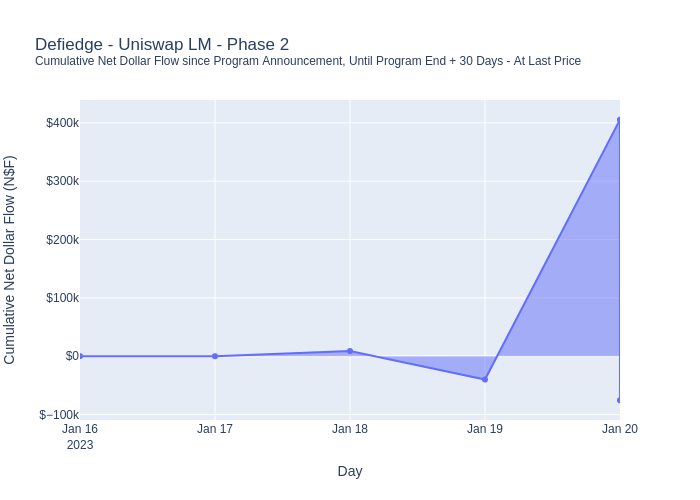 Defiedge - Uniswap LM - Phase 2
Cumulative Net Dollar Flow since Program Announcement, Until Program End + 30 Days - At Last Price
Cumulative Net Dollar Flow (N$F)
$400k
$300k
$200k
$100k
$0
$−100k
Jan 16
2023
Jan 17
Jan 18
Jan 19
Jan 20
Day